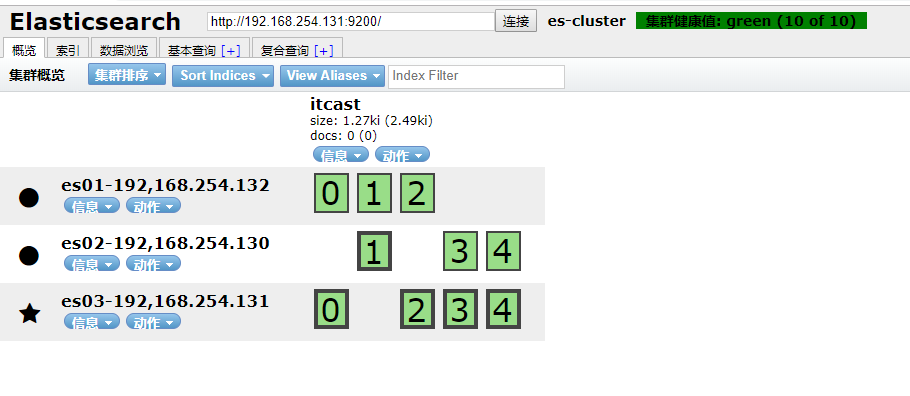 Elasticsearch http://192.168.254.131:9200/ 连接 es-cluster 集群健康值: green (10 of 10)
概览 索引 数据浏览 基本查询 [+] 复合查询 [+]
集群概览 集群排序 Sort Indices View Aliases Index Filter
itcast
size: 1.27ki (2.49ki)
docs: 0 (0)
信息 动作
es01-192,168.254.132 0 1 2
信息 动作
es02-192,168.254.130 1 3 4
信息 动作
es03-192,168.254.131 0 2 3 4
信息 动作